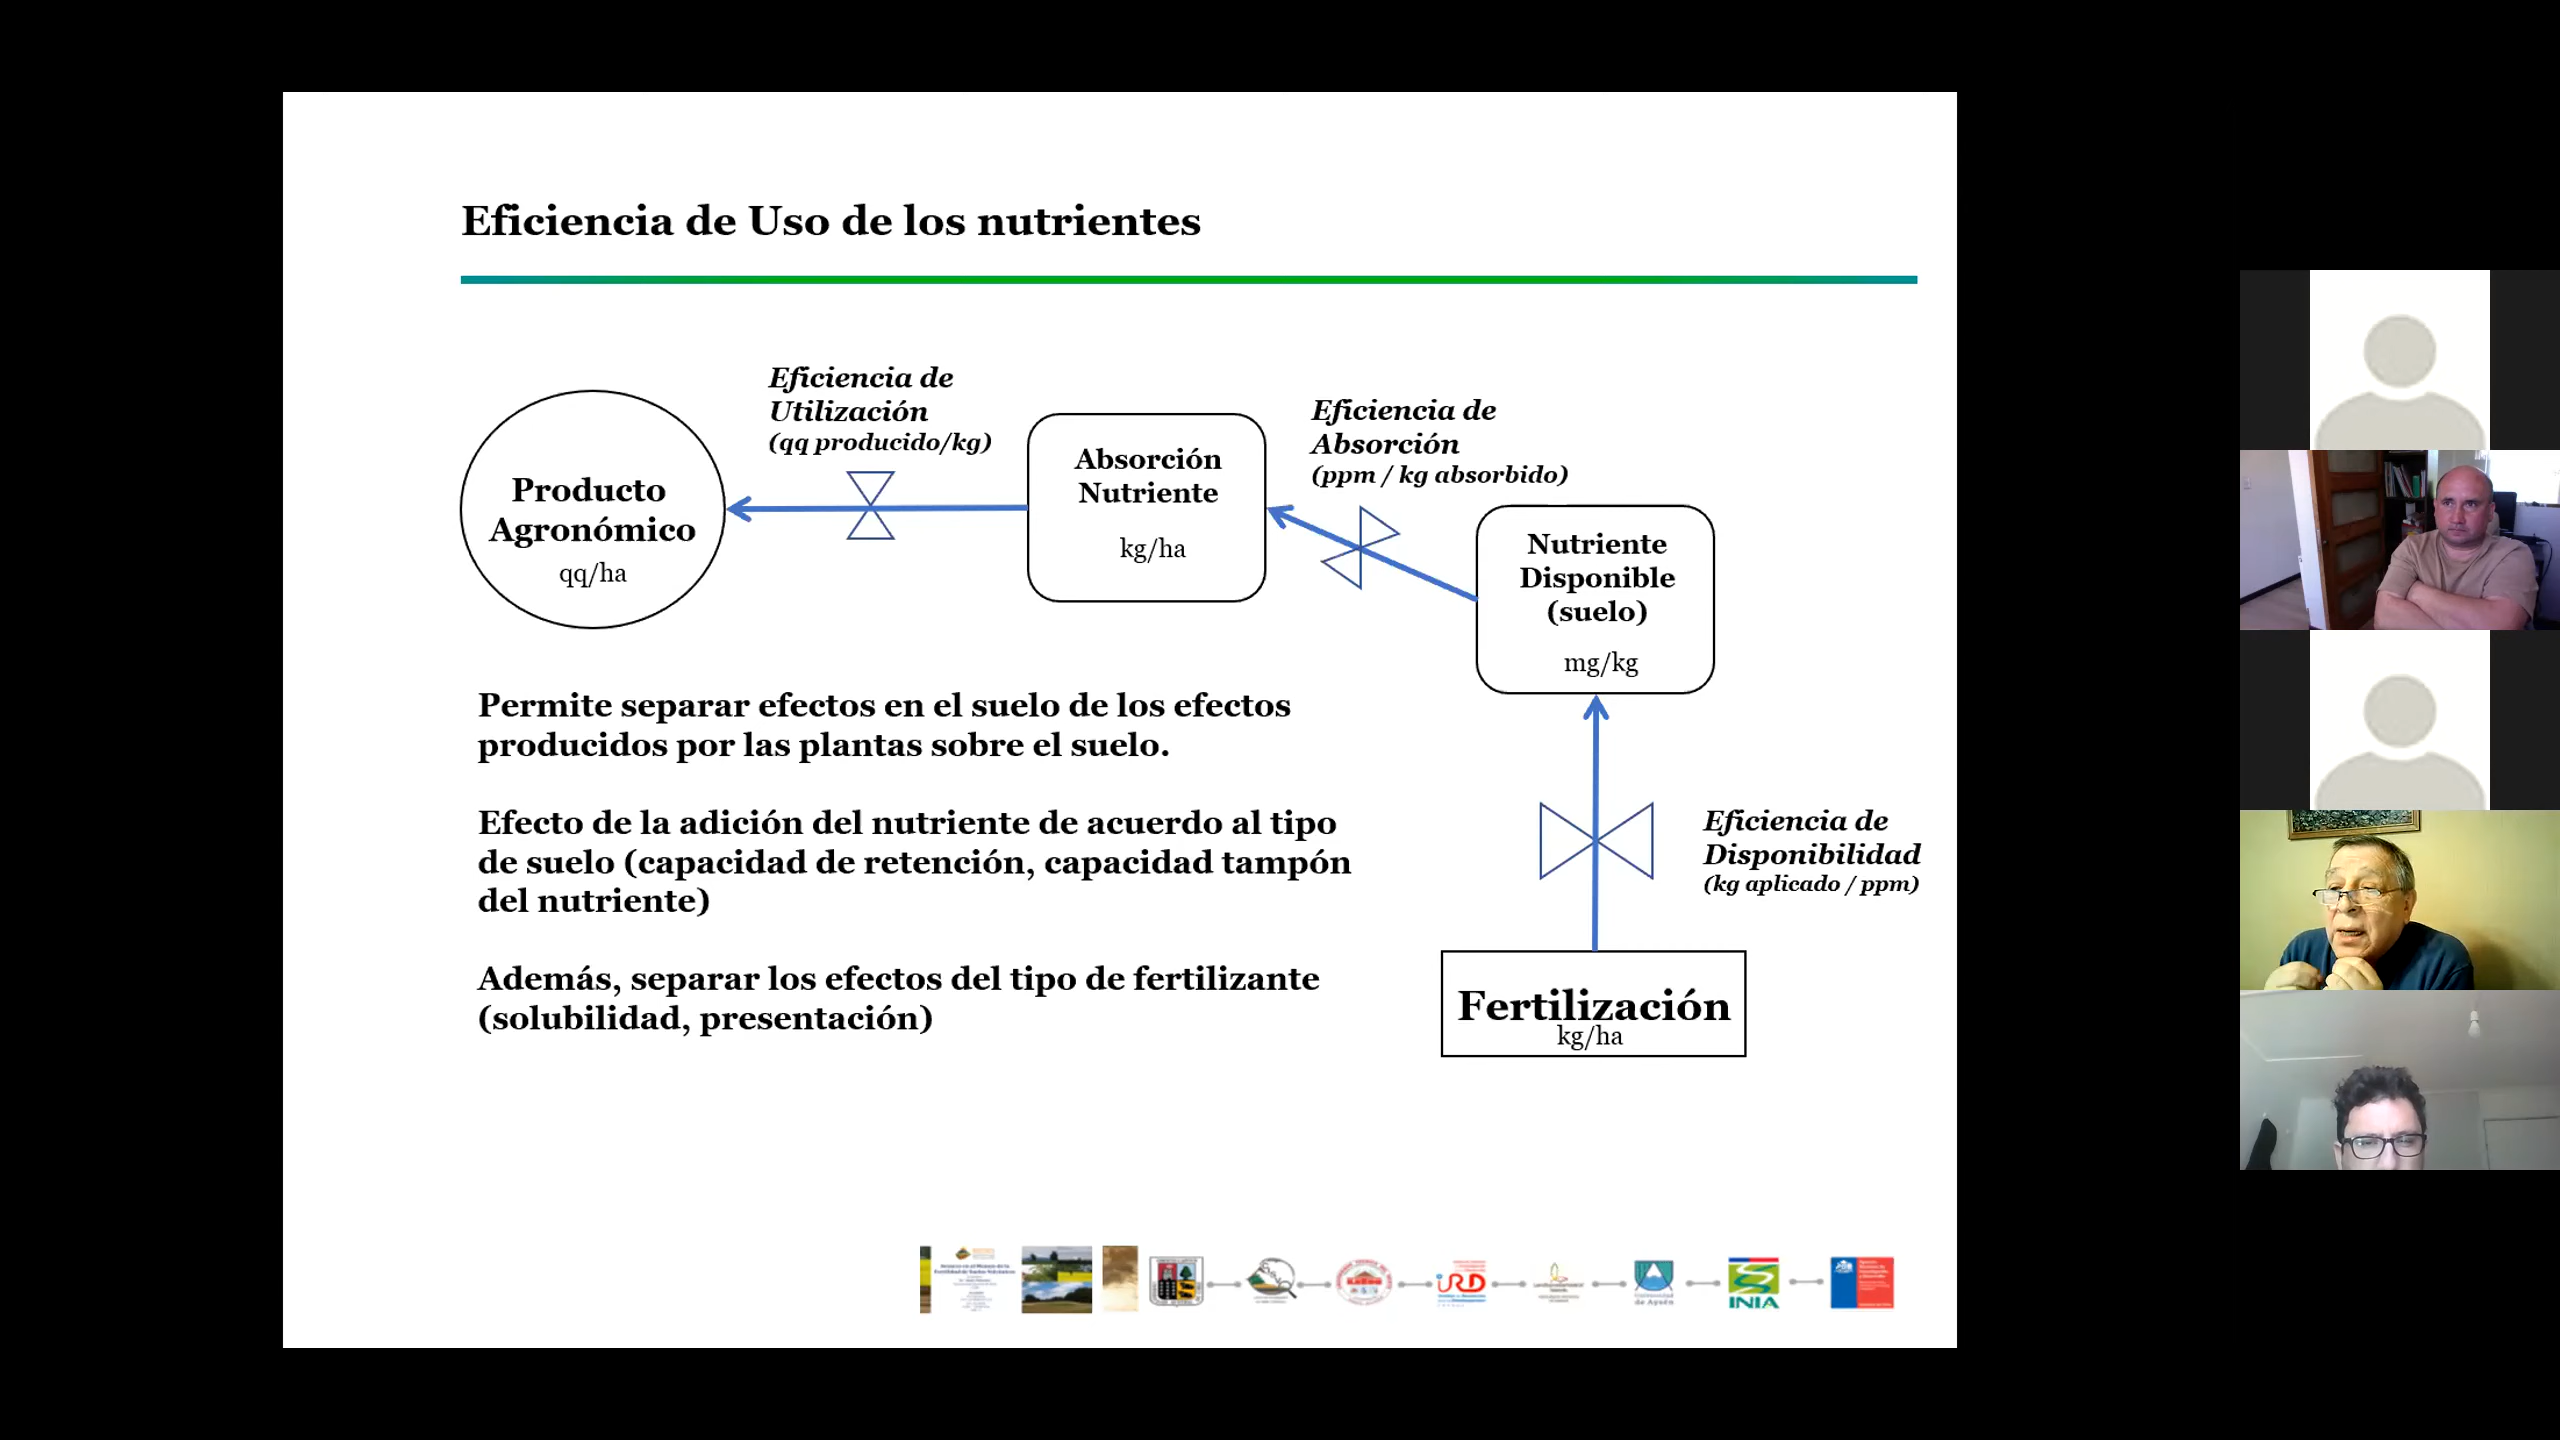 Eficiencia de Uso de los nutrientes
Eficiencia de
Utilización
(qq producido/kg)
Eficiencia de
Absorción
(ppm / kg absorbido)
Producto
Agronómico
qq/ha
Absorción
Nutriente
kg/ha
Nutriente
Disponible
(suelo)
mg/kg
Permite separar efectos en el suelo de los efectos
producidos por las plantas sobre el suelo.
Efecto de la adición del nutriente de acuerdo al tipo
de suelo (capacidad de retención, capacidad tampón
del nutriente)
Además, separar los efectos del tipo de fertilizante
(solubilidad, presentación)
Eficiencia de
Disponibilidad
(kg aplicado / ppm)
Fertilización
kg/ha
iRD
Universidad
de Aysén
INIA